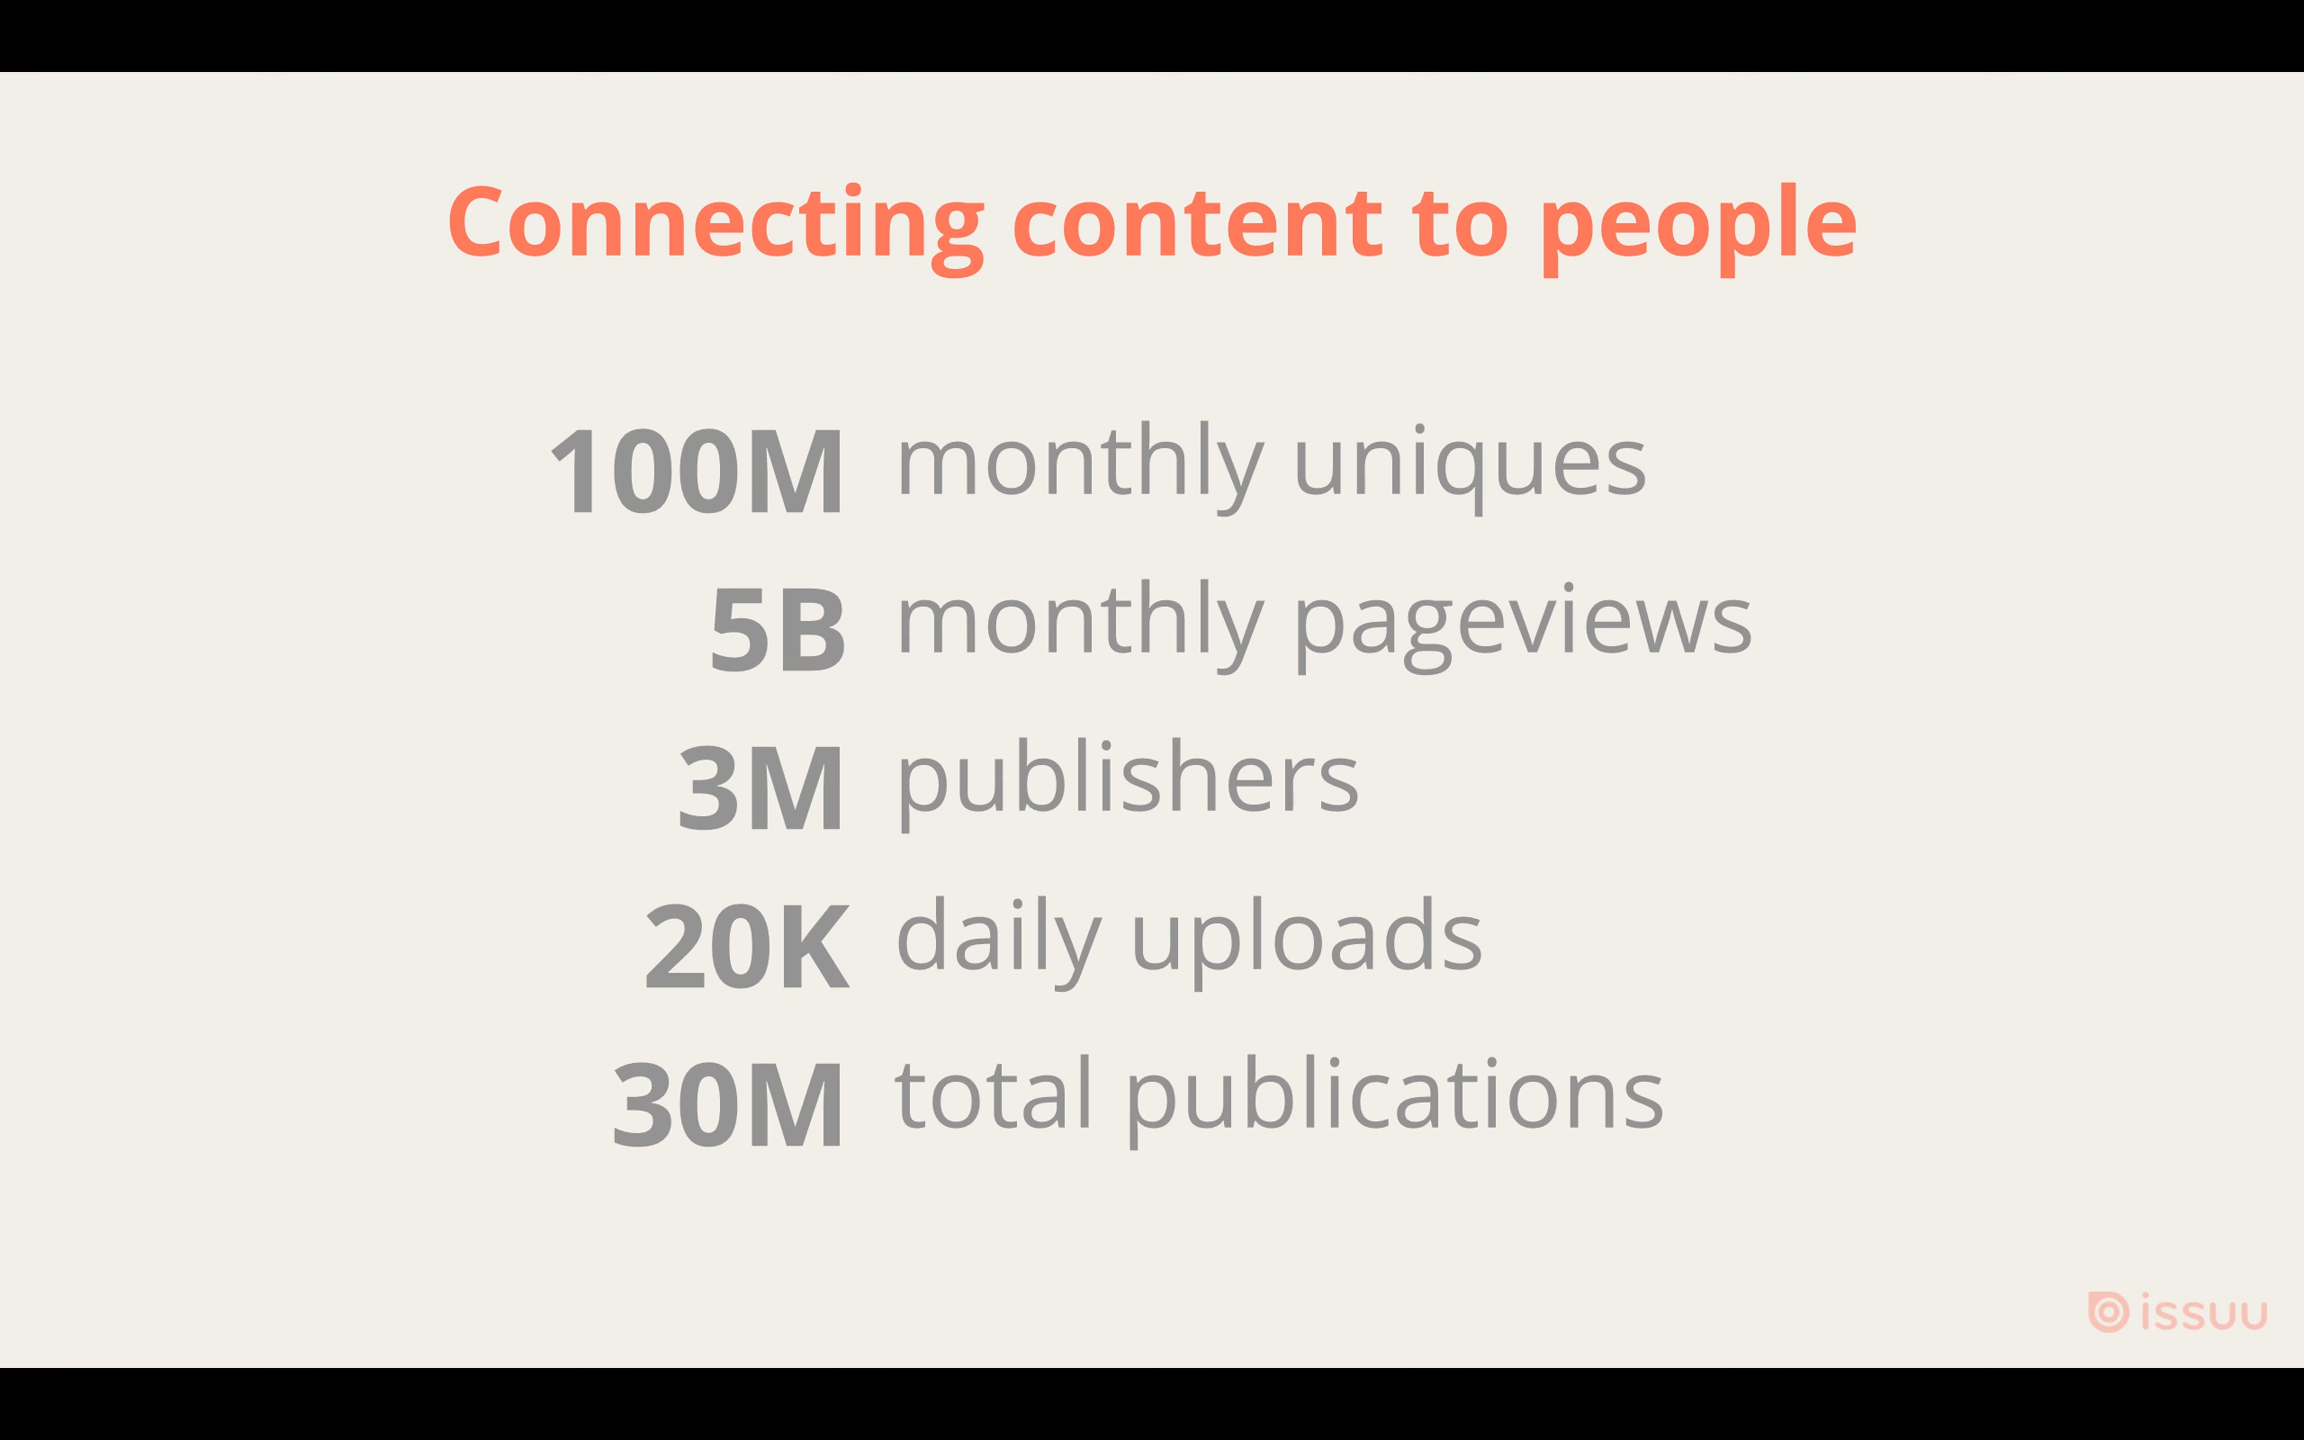 Connecting content to people
100M monthly uniques
5B monthly pageviews
3M publishers
20K daily uploads
30M total publications
issuu